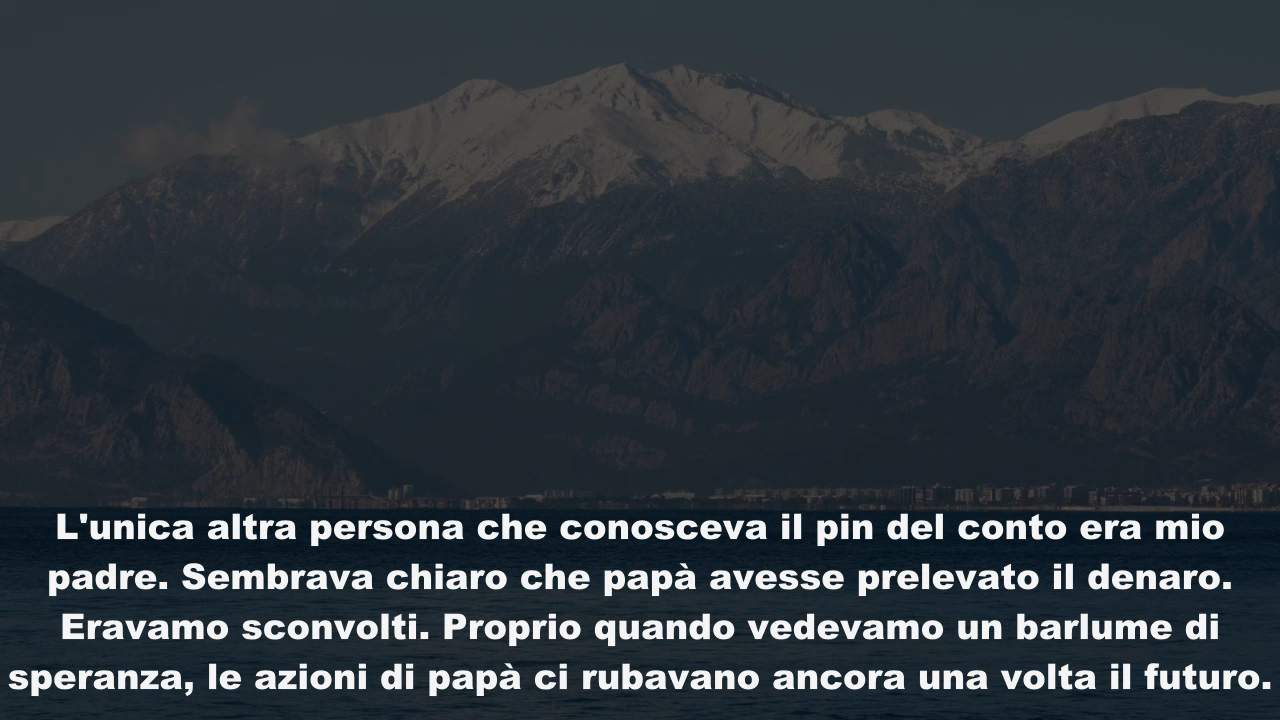 L'unica altra persona che conosceva il pin del conto era mio
padre. Sembrava chiaro che papà avesse prelevato il denaro.
Eravamo sconvolti. Proprio quando vedevamo un barlume di
speranza, le azioni di papà ci rubavano ancora una volta il futuro.